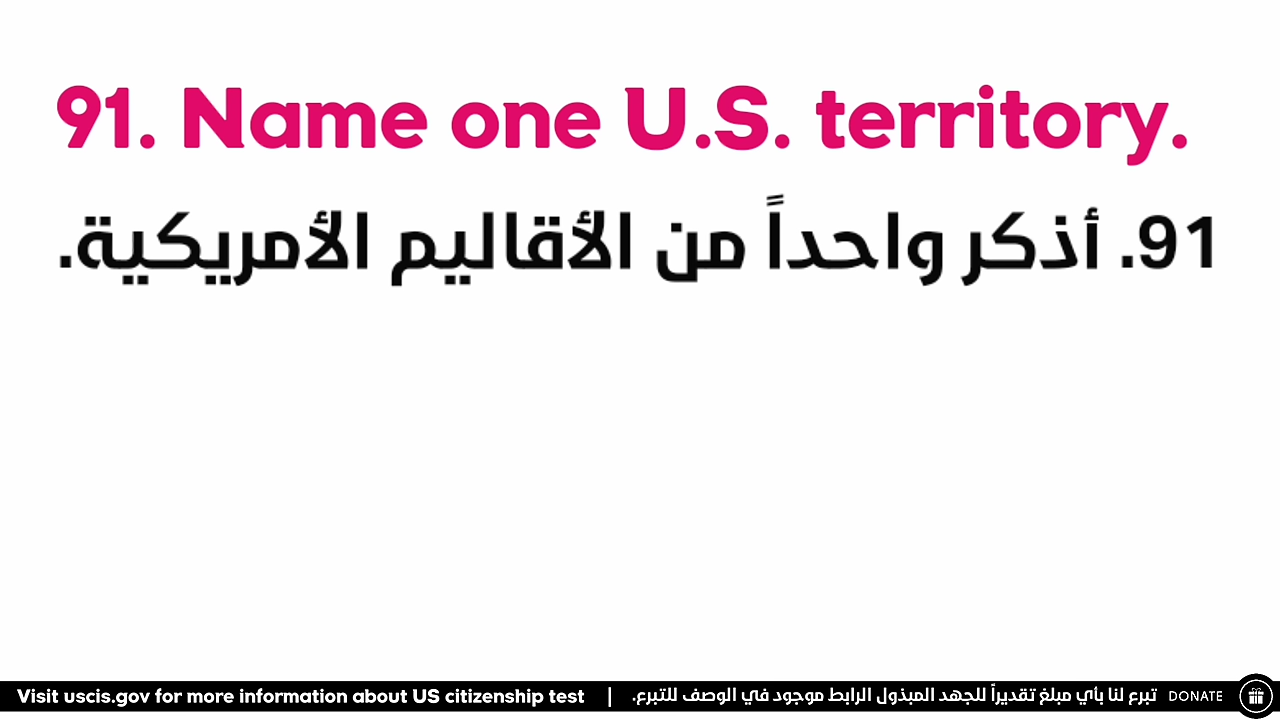 91. Name one U.S. territory.
91. أذكر واحداً من الأقاليم الأمريكية.
Visit uscis.gov for more information about US citizenship test | تبرع لنا بأي مبلغ تقديراً للجهد المبذول الرابط موجود في الوصف للتبرع. DONATE